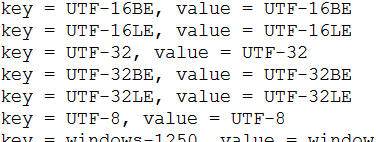 key = UTF-16BE, value = UTF-16BE
key = UTF-16LE, value = UTF-16LE
key = UTF-32, value = UTF-32
key = UTF-32BE, value = UTF-32BE
key = UTF-32LE, value = UTF-32LE
key = UTF-8, value = UTF-8
key = windows-1250, value = window